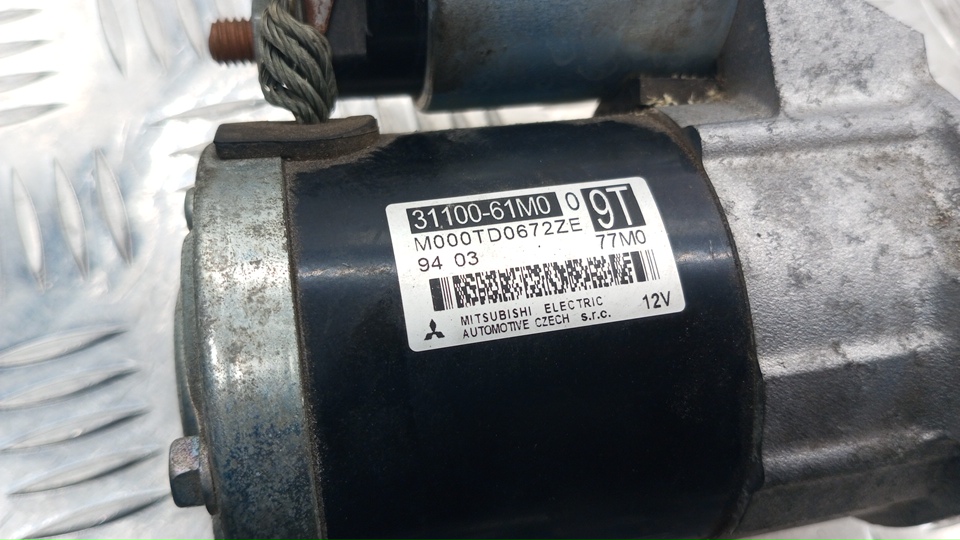 31100-61M0 0 9T
M000TD0672ZE
77M0
94 03
MITSUBISHI ELECTRIC
AUTOMOTIVE CZECH s.r.c.
12V